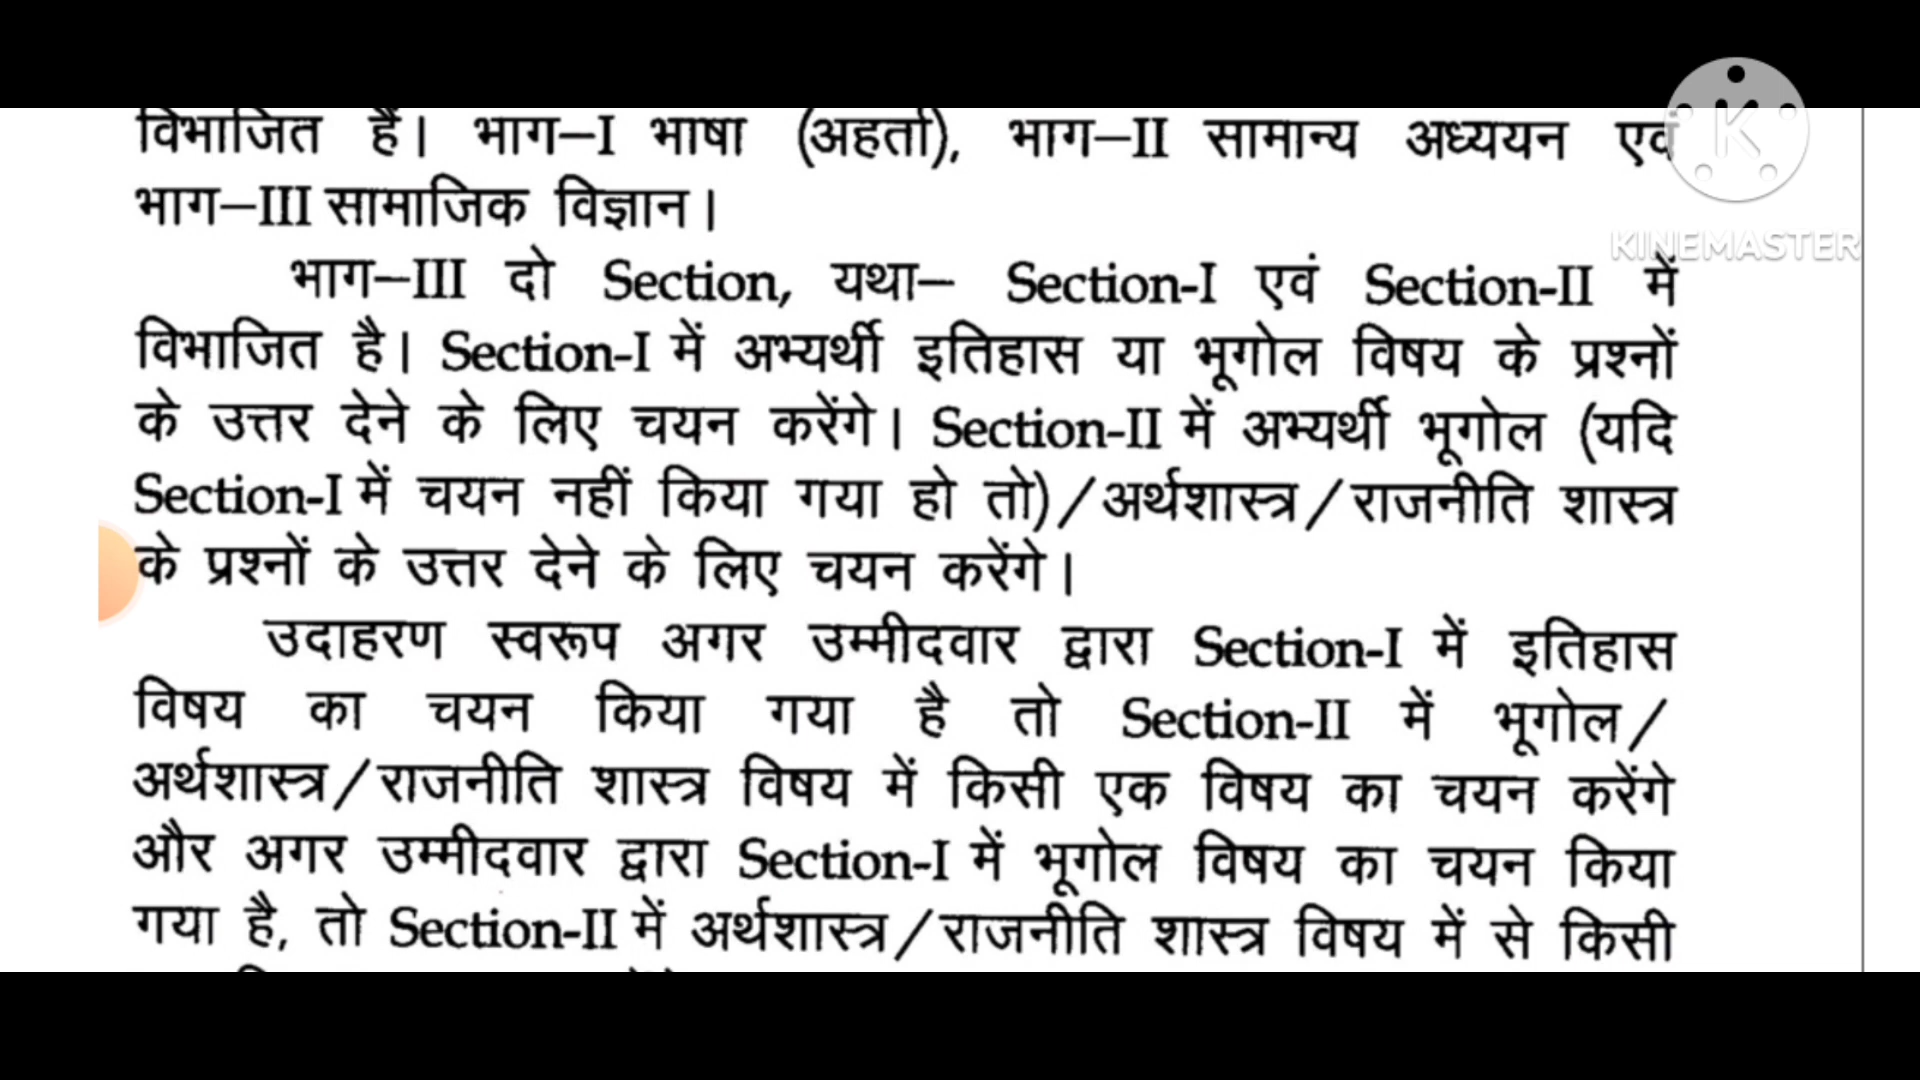 विभाजित हैं। भाग–I भाषा (अहर्ता), भाग–II सामान्य अध्ययन एवं
भाग–III सामाजिक विज्ञान।
भाग–III दो Section, यथा– Section-I एवं Section-II में
विभाजित है। Section-I में अभ्यर्थी इतिहास या भूगोल विषय के प्रश्नों
के उत्तर देने के लिए चयन करेंगे। Section-II में अभ्यर्थी भूगोल (यदि
Section-I में चयन नहीं किया गया हो तो)/अर्थशास्त्र/राजनीति शास्त्र
के प्रश्नों के उत्तर देने के लिए चयन करेंगे।
उदाहरण स्वरूप अगर उम्मीदवार द्वारा Section-I में इतिहास
विषय का चयन किया गया है तो Section-II में भूगोल/
अर्थशास्त्र/राजनीति शास्त्र विषय में किसी एक विषय का चयन करेंगे
और अगर उम्मीदवार द्वारा Section-I में भूगोल विषय का चयन किया
गया है, तो Section-II में अर्थशास्त्र/राजनीति शास्त्र विषय में से किसी
K
KINEMASTER